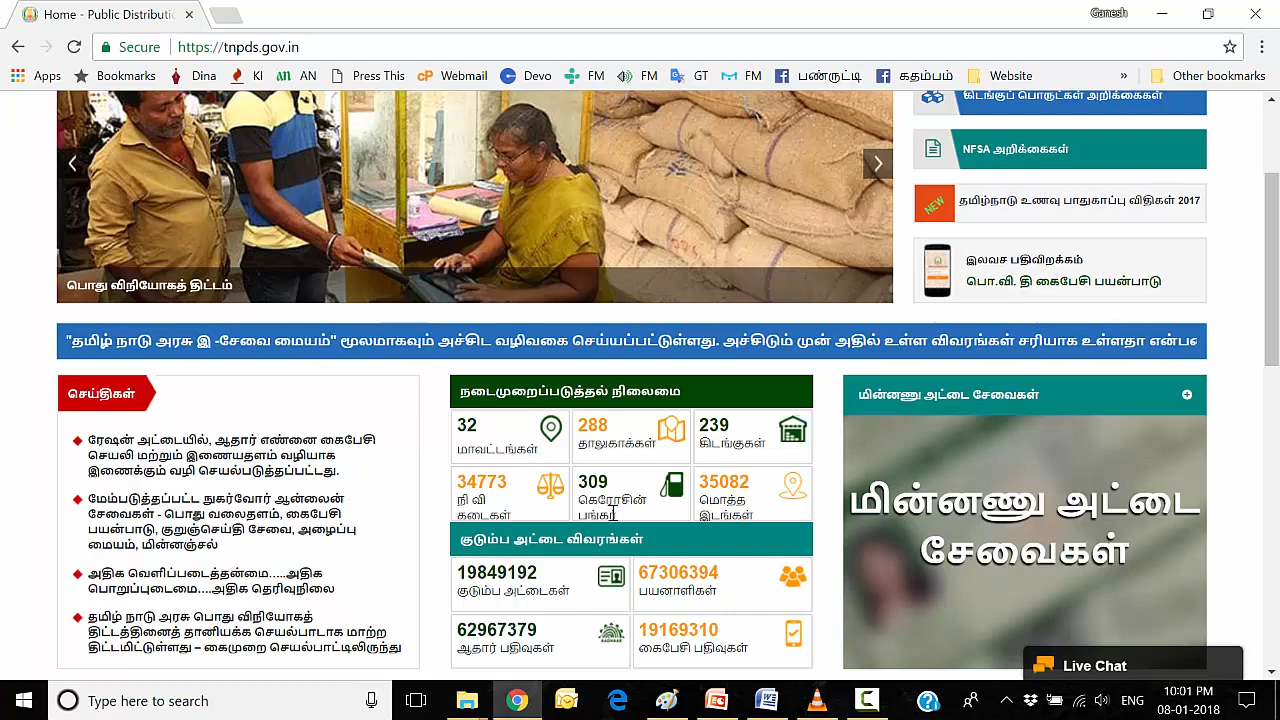 Home - Public Distributio
Ganesh
Secure
https://tnpds.gov.in
Apps Bookmarks Dina KI AN Press This Webmail Devo FM FM GT FM பண்ருட்டி கதம்பம் Website » Other bookmarks
கிடங்குப் பொருட்கள் அறிக்கைகள்
NFSA அறிக்கைகள்
NEW
தமிழ்நாடு உணவு பாதுகாப்பு விதிகள் 2017
இலவச பதிவிறக்கம்
பொ.வி. தி கைபேசி பயன்பாடு
பொது விநியோகத் திட்டம்
"தமிழ் நாடு அரசு இ -சேவை மையம்" மூலமாகவும் அச்சிட வழிவகை செய்யப்பட்டுள்ளது. அச்சிடும் முன் அதில் உள்ள விவரங்கள் சரியாக உள்ளதா என்பை
செய்திகள்
ரேஷன் அட்டையில், ஆதார் எண்னை கைபேசி
செயலி மற்றும் இணையதளம் வழியாக
இணைக்கும் வழி செயல்படுத்தப்பட்டது.
மேம்படுத்தப்பட்ட நுகர்வோர் ஆன்லைன்
சேவைகள் - பொது வலைதளம், கைபேசி
பயன்பாடு, குறுஞ்செய்தி சேவை, அழைப்பு
மையம், மின்னஞ்சல்
அதிக வெளிப்படைத்தன்மை.....அதிக
பொறுப்புடைமை....அதிக தெரிவுநிலை
தமிழ் நாடு அரசு பொது விநியோகத்
திட்டத்தினைத் தானியக்க செயல்பாடாக மாற்ற
திட்டமிட்டுள்ளது – கைமுறை செயல்பாட்டிலிருந்து
நடைமுறைப்படுத்தல் நிலைமை
32
மாவட்டங்கள்
288
தாலுகாக்கள்
239
கிடங்குகள்
34773
நி வி
கடைகள்
309
கெரோசின்
பங்கள்
35082
மொத்த
இடங்கள்
குடும்ப அட்டை விவரங்கள்
19849192
குடும்ப அட்டைகள்
67306394
பயனாளிகள்
62967379
ஆதார் பதிவுகள்
AADHAAR
19169310
கைபேசி பதிவுகள்
மின்னணு அட்டை சேவைகள்
மின்னணு அட்டை
சேவைகள்
Live Chat
Type here to search
ENG
10:01 PM
08-01-2018